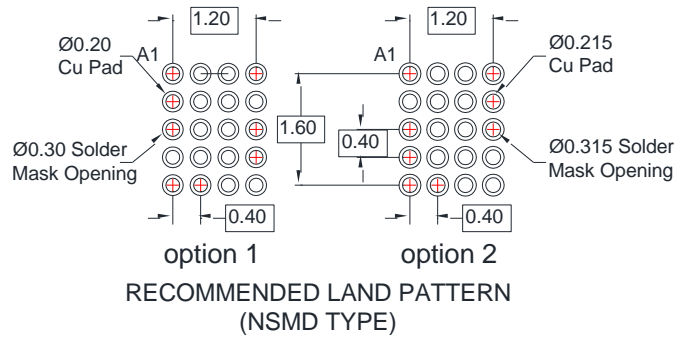 1.20
Ø0.20
Cu Pad
A1
Ø0.30 Solder
Mask Opening
0.40
option 1
1.60
0.40
1.20
A1
Ø0.215
Cu Pad
Ø0.315 Solder
Mask Opening
0.40
option 2
RECOMMENDED LAND PATTERN
(NSMD TYPE)